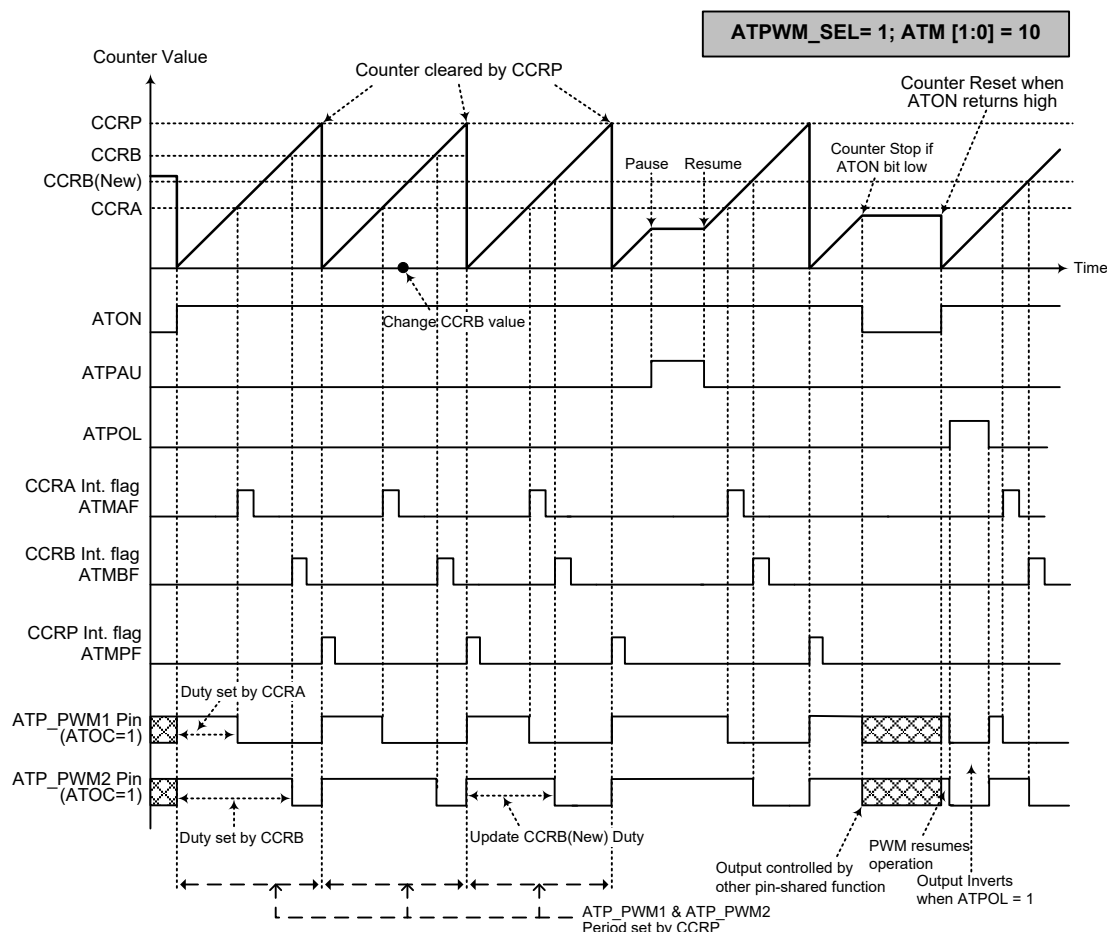 ATPWM_SEL= 1; ATM [1:0] = 10
Counter Value
Counter cleared by CCRP
Counter Reset when
ATON returns high
CCRP
CCRB
CCRB(New)
CCRA
Pause
Resume
Counter Stop if
ATON bit low
Time
ATON
Change CCRB value
ATPAU
ATPOL
CCRA Int. flag
ATMAF
CCRB Int. flag
ATMBF
CCRP Int. flag
ATMPF
Duty set by CCRA
ATP_PWM1 Pin
(ATOC=1)
ATP_PWM2 Pin
(ATOC=1)
Duty set by CCRB
Update CCRB(New) Duty
Output controlled by
other pin-shared function
PWM resumes
operation
Output Inverts
when ATPOL = 1
ATP_PWM1 & ATP_PWM2
Period set by CCRP